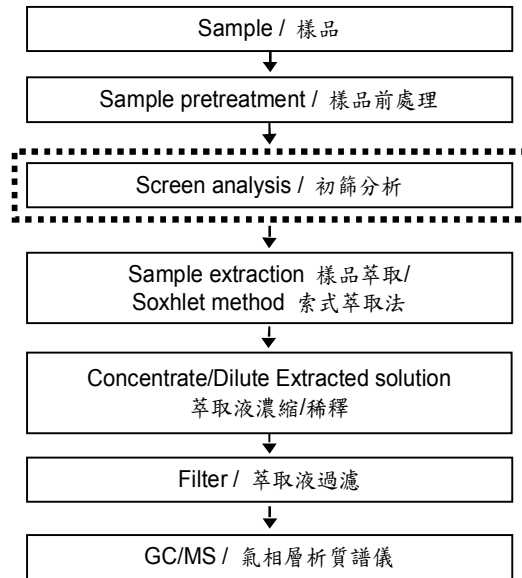 Sample / 樣品
Sample pretreatment / 樣品前處理
Screen analysis / 初篩分析
Sample extraction 樣品萃取/
Soxhlet method 索式萃取法
Concentrate/Dilute Extracted solution
萃取液濃縮/稀釋
Filter / 萃取液過濾
GC/MS / 氣相層析質譜儀